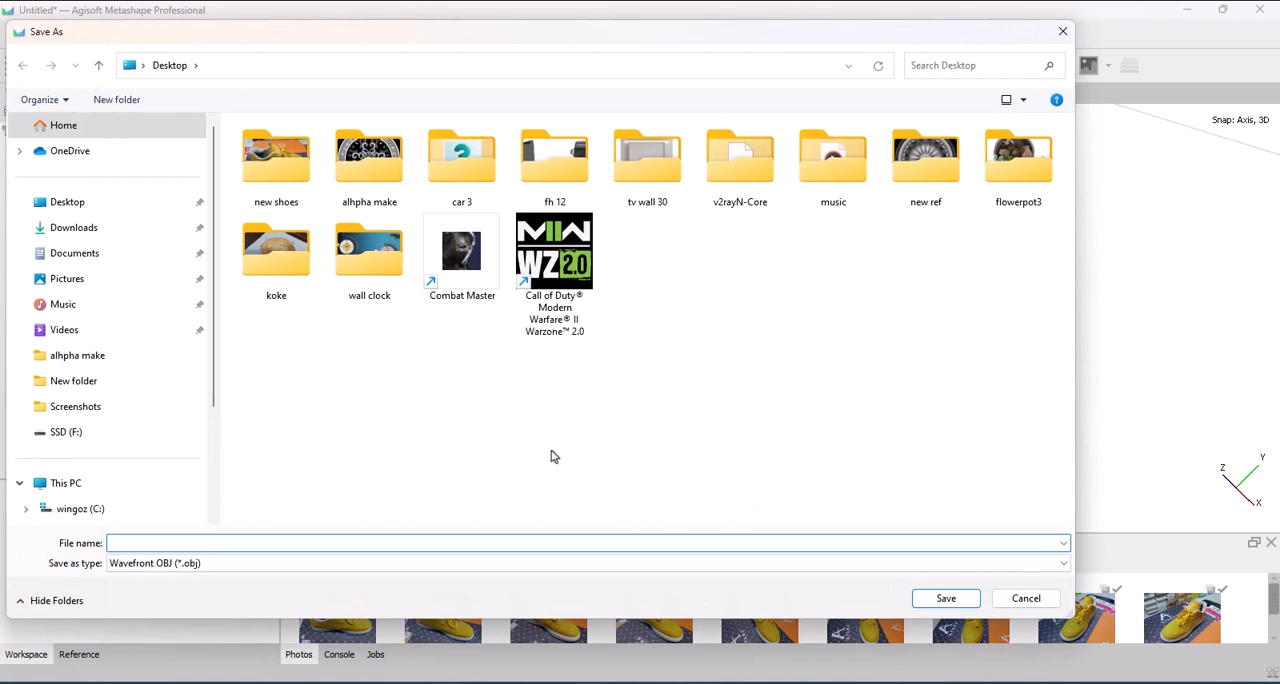 Untitled* — Agisoft Metashape Professional
Save As
Desktop
Search Desktop
Organize
New folder
Snap: Axis, 3D
Home
OneDrive
Desktop
Downloads
Documents
Pictures
Music
Videos
alhpha make
New folder
Screenshots
SSD (F:)
This PC
wingoz (C:)
new shoes
alhpha make
car 3
fh 12
tv wall 30
v2rayN-Core
music
new ref
flowerpot3
MW
WZ 2.0
koke
wall clock
Combat Master
Call of Duty®
Modern
Warfare® II
Warzone™ 2.0
Z
Y
X
File name:
Save as type:
Wavefront OBJ (*.obj)
Hide Folders
Save
Cancel
Workspace
Reference
Photos
Console
Jobs